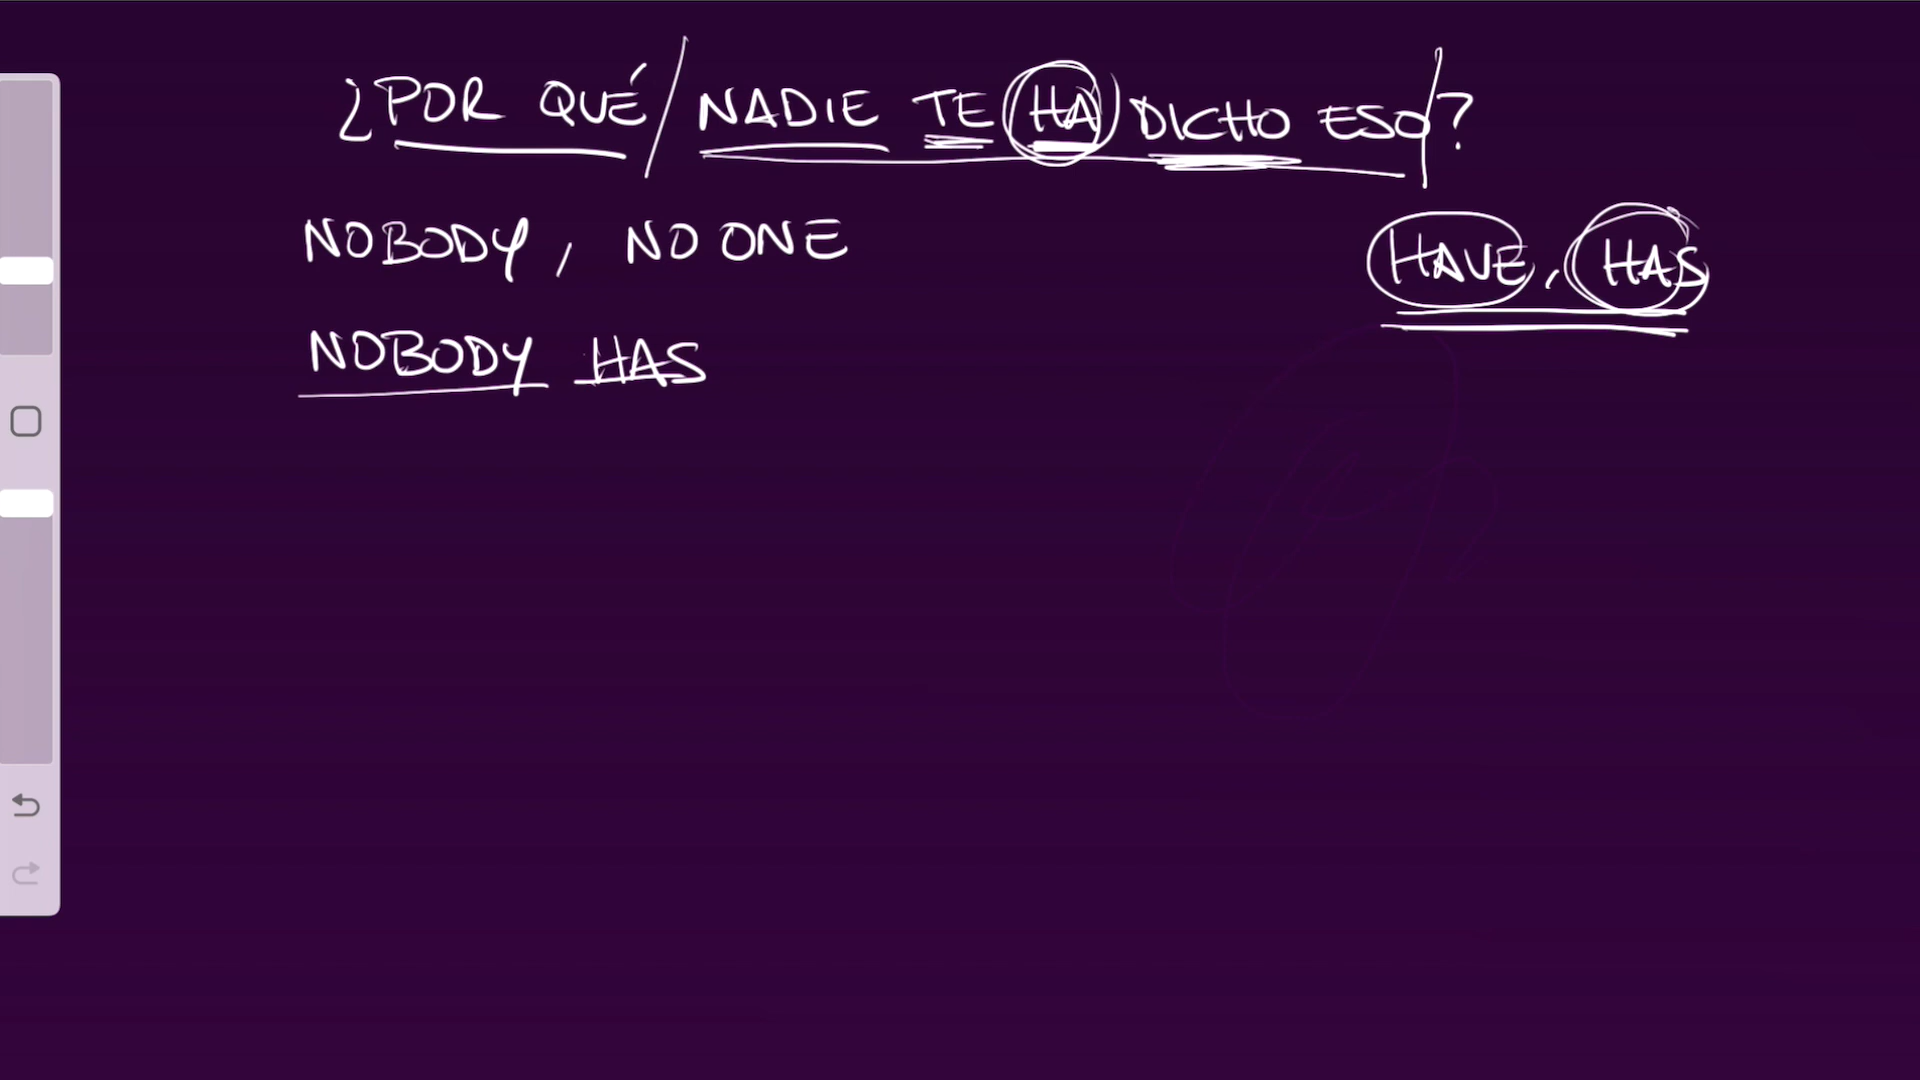 ¿POR QUÉ/NADIE TE (HA) DICHO ESO/?
NOBODY, NO ONE
HAVE, HAS
NOBODY HAS